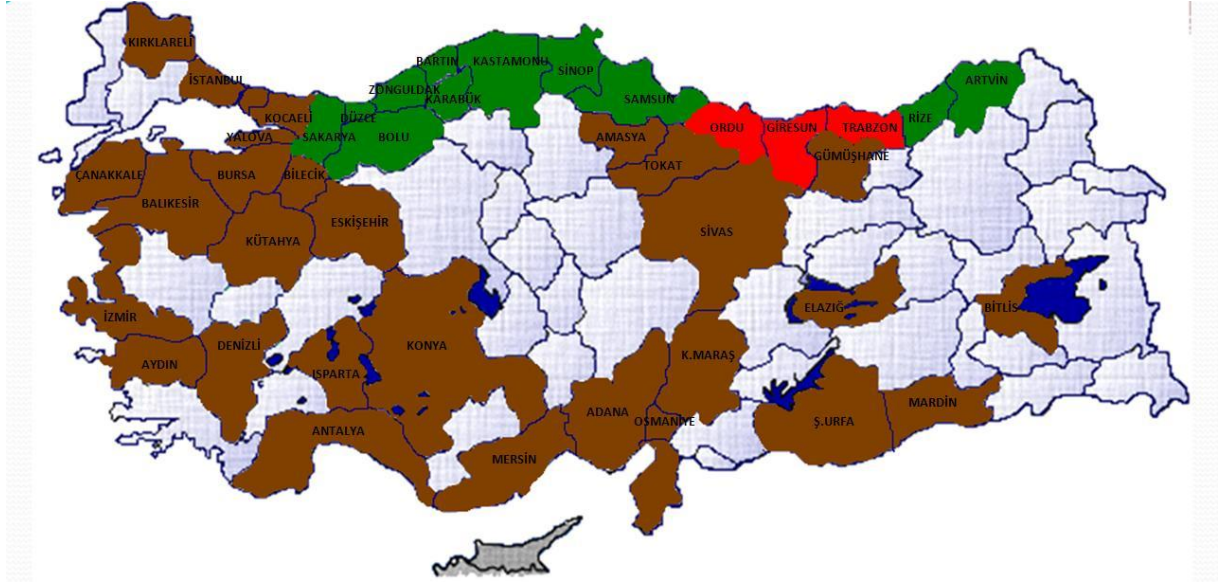 KIRKLARELİ
İSTANBUL
KOCAELİ
YALOVA
SAKARYA
DÜZCE
BOLU
ZONGULDAK
BARTIN
KARABÜK
KASTAMONU
SİNOP
SAMSUN
ORDU
GİRESUN
TRABZON
RİZE
ARTVİN
AMASYA
TOKAT
GÜMÜŞHANE
ÇANAKKALE
BALIKESİR
BURSA
BİLECİK
ESKİŞEHİR
KÜTAHYA
SİVAS
ELAZIĞ
BİTLİS
İZMİR
AYDIN
DENİZLİ
ISPARTA
KONYA
K.MARAŞ
ADANA
OSMANİYE
Ş.URFA
MARDİN
ANTALYA
MERSİN